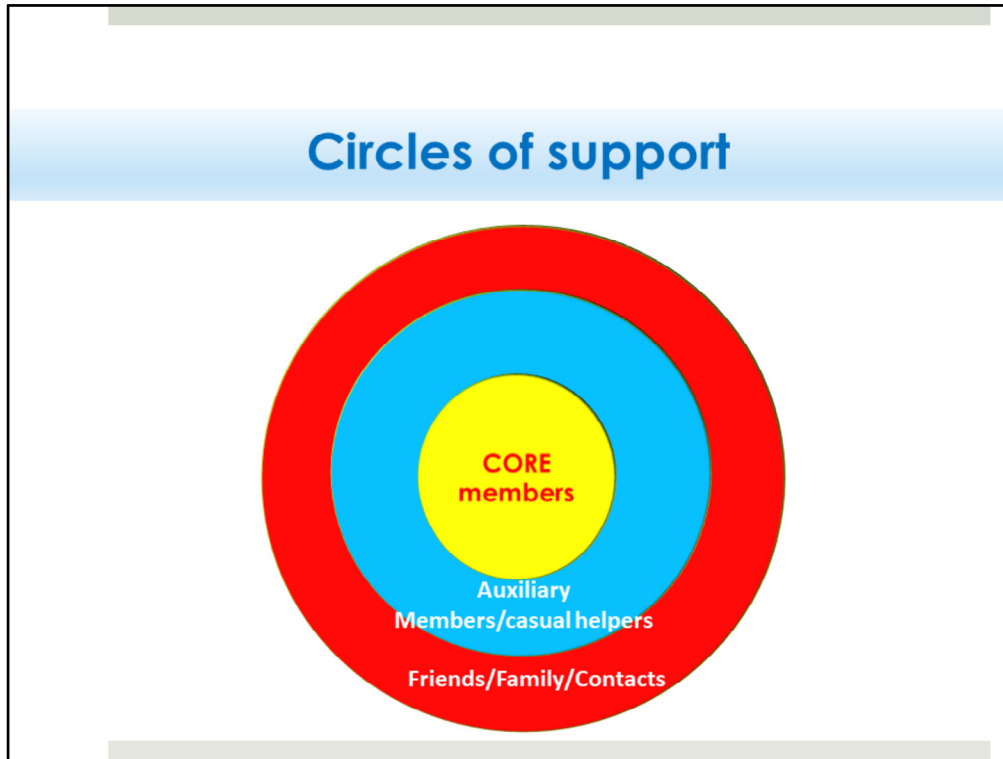 Circles of support
CORE
members
Auxiliary
Members/casual helpers
Friends/Family/Contacts